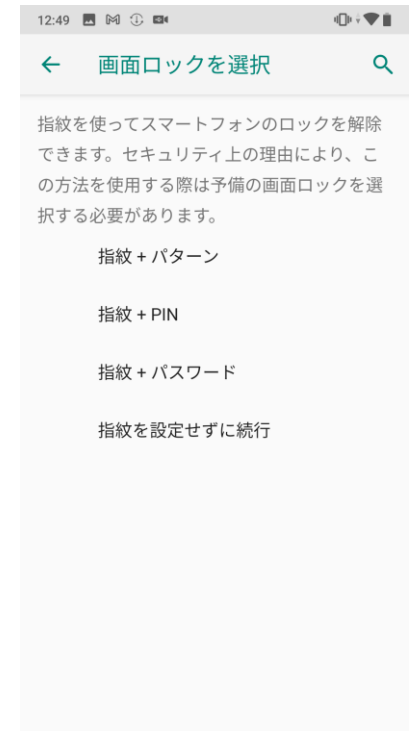 12:49
画面ロックを選択
指紋を使ってスマートフォンのロックを解除
できます。セキュリティ上の理由により、こ
の方法を使用する際は予備の画面ロックを選
択する必要があります。
指紋 + パターン
指紋 + PIN
指紋 + パスワード
指紋を設定せずに続行